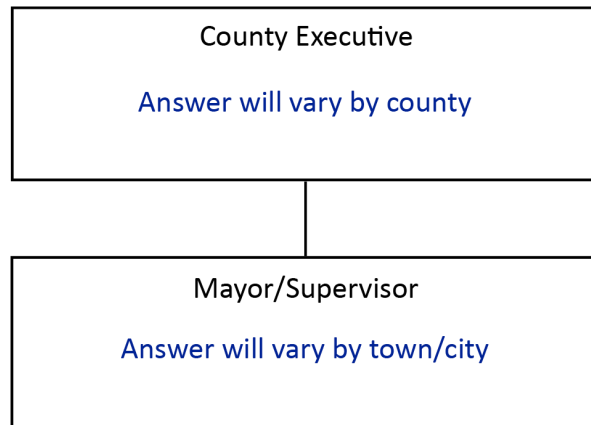 County Executive
Answer will vary by county
Mayor/Supervisor
Answer will vary by town/city